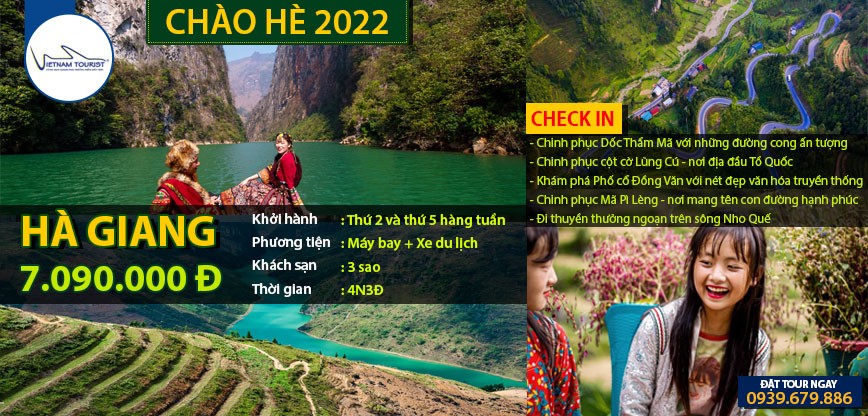 CHÀO HÈ 2022
VIETNAM TOURIST
HÀ GIANG
7.090.000 Đ
Khởi hành : Thứ 2 và thứ 5 hàng tuần
Phương tiện : Máy bay + Xe du lịch
Khách sạn : 3 sao
Thời gian : 4N3Đ
CHECK IN
- Chinh phục Dốc Thẩm Mã với những đường cong ấn tượng
- Chinh phục cột cờ Lũng Cú - nơi địa đầu Tổ Quốc
- Khám phá Phố cổ Đồng Văn với nét đẹp văn hóa truyền thống
- Chinh phục Mã Pì Lèng - nơi mang tên con đường hạnh phúc
- Đi thuyền thưởng ngoạn trên sông Nho Quế
ĐẶT TOUR NGAY
0939.679.886